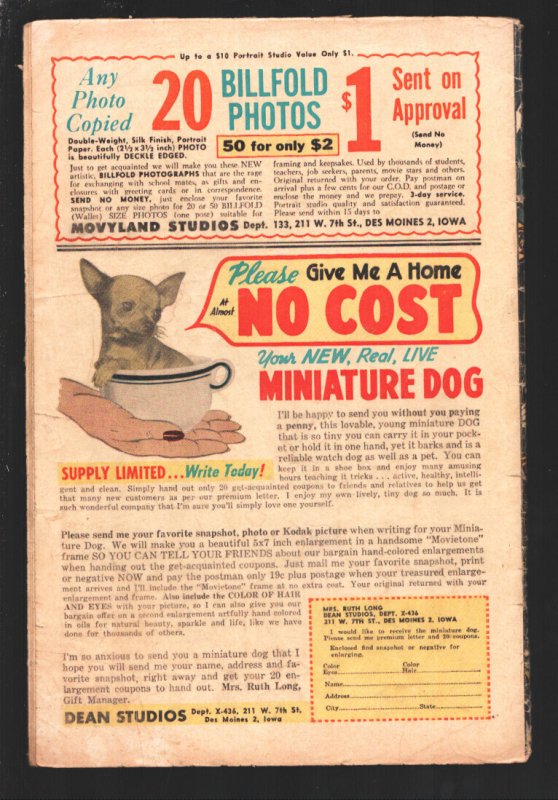 Up to a $10 Portrait Studio Value Only $1.
Any
Photo
Copied
20 BILLFOLD
PHOTOS
50 for only $2
$1
Sent on
Approval
(Send No
Money)
Double-Weight, Silk Finish, Portrait
Paper. Each (2½ x 3½ inch) PHOTO
is beautifully DECKLE EDGED.
Just to get acquainted we will make you these NEW
artistic, BILLFOLD PHOTOGRAPHS that are the rage
for exchanging with school mates, as gifts and en-
closures with greeting cards or in correspondence.
SEND NO MONEY, just enclose your favorite
snapshot or any size photo for 20 or 50 BILLFOLD
(Wallet) SIZE PHOTOS (one pose) suitable for
framing and keepsakes. Used by thousands of students,
teachers, job seekers, parents, movie stars and others.
Original returned with your order. Pay postman on
arrival plus a few cents for our C.O.D. and postage or
enclose the money and we prepay. 3-day service.
Portrait studio quality and satisfaction guaranteed.
Please send within 15 days to
MOVYLAND STUDIOS Dept. 133, 211 W. 7th St., DES MOINES 2, IOWA
Please Give Me A Home
At
Almost
NO COST
Your NEW, Real, LIVE
MINIATURE DOG
I'll be happy to send you without you paying
a penny, this lovable, young miniature DOG
that is so tiny you can carry it in your pock-
et or hold it in one hand, yet it barks and is a
reliable watch dog as well as a pet. You can
keep it in a shoe box and enjoy many amusing
hours teaching it tricks . . . active, healthy, intelli-
SUPPLY LIMITED...Write Today!
gent and clean. Simply hand out only 20 get-acquainted coupons to friends and relatives to help us get
that many new customers as per our premium letter. I enjoy my own lively, tiny dog so much. It is
such wonderful company that I'm sure you'll simply love one yourself.
Please send me your favorite snapshot, photo or Kodak picture when writing for your Minia-
ture Dog. We will make you a beautiful 5x7 inch enlargement in a handsome "Movietone"
frame SO YOU CAN TELL YOUR FRIENDS about our bargain hand-colored enlargements
when handing out the get-acquainted coupons. Just mail me your favorite snapshot, print
or negative NOW and pay the postman only 19c plus postage when your treasured enlarge-
ment arrives and I'll include the "Movietone" frame at no extra cost. Your original returned with your
enlargement and frame. Also include the COLOR OF HAIR
AND EYES with your picture, so I can also give you our
bargain offer on a second enlargement artfully hand colored
in oils for natural beauty, sparkle and life, like we have
done for thousands of others.
I'm so anxious to send you a miniature dog that I
hope you will send me your name, address and fa-
vorite snapshot, right away and get your 20 en-
largement coupons to hand out. Mrs. Ruth Long,
Gift Manager.
DEAN STUDIOS Dept. X-436, 211 W. 7th St.
Des Moines 2, Iowa
MRS. RUTH LONG
DEAN STUDIOS, DEPT. X-436
211 W. 7TH ST., DES MOINES 2, IOWA
I would like to receive the miniature dog.
Please send me premium letter and 20 coupons.
Enclosed find snapshot or negative for
enlarging.
Color Eyes
Color Hair
Name
Address
City State